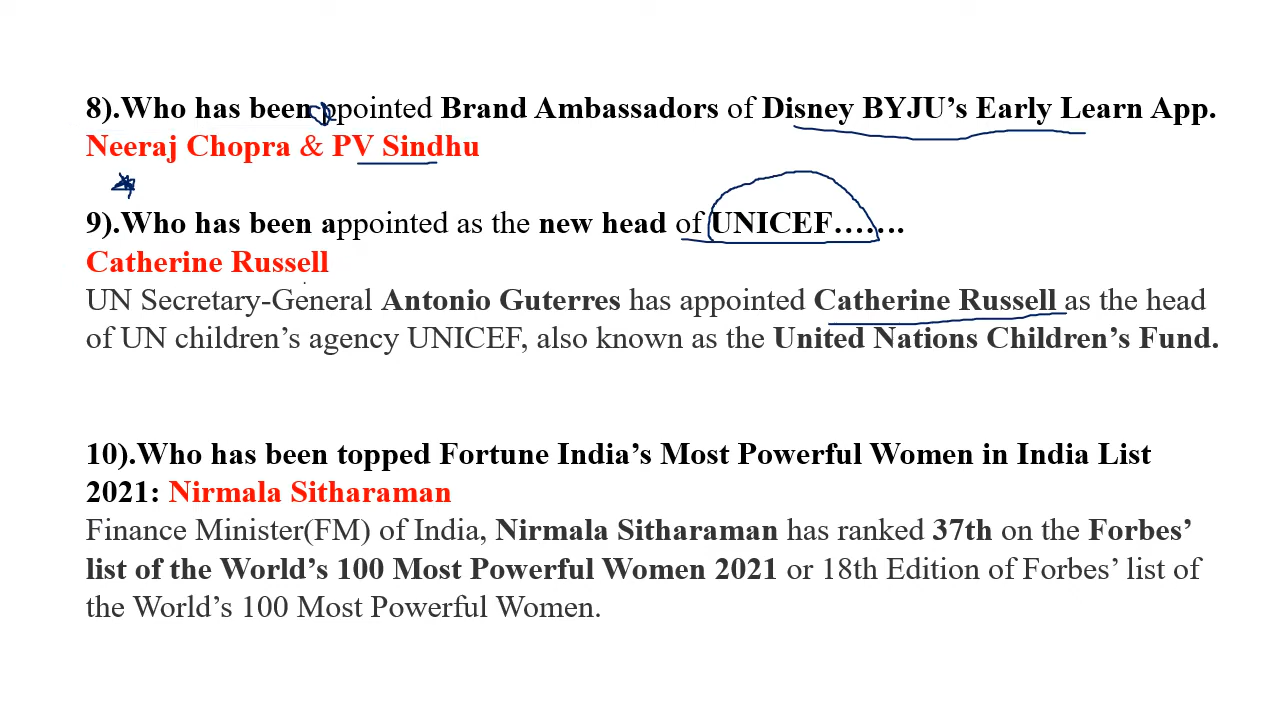 8).Who has been appointed Brand Ambassadors of Disney BYJU’s Early Learn App.
Neeraj Chopra & PV Sindhu
9).Who has been appointed as the new head of UNICEF…….
Catherine Russell
UN Secretary-General Antonio Guterres has appointed Catherine Russell as the head
of UN children’s agency UNICEF, also known as the United Nations Children’s Fund.
10).Who has been topped Fortune India’s Most Powerful Women in India List
2021: Nirmala Sitharaman
Finance Minister(FM) of India, Nirmala Sitharaman has ranked 37th on the Forbes’
list of the World’s 100 Most Powerful Women 2021 or 18th Edition of Forbes’ list of
the World’s 100 Most Powerful Women.